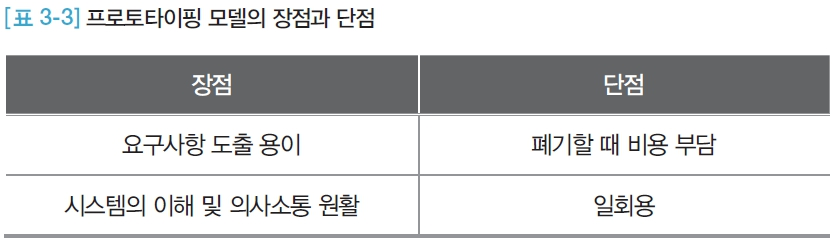 [표 3-3] 프로토타이핑 모델의 장점과 단점
장점 단점
요구사항 도출 용이 폐기할 때 비용 부담
시스템의 이해 및 의사소통 원활 일회용